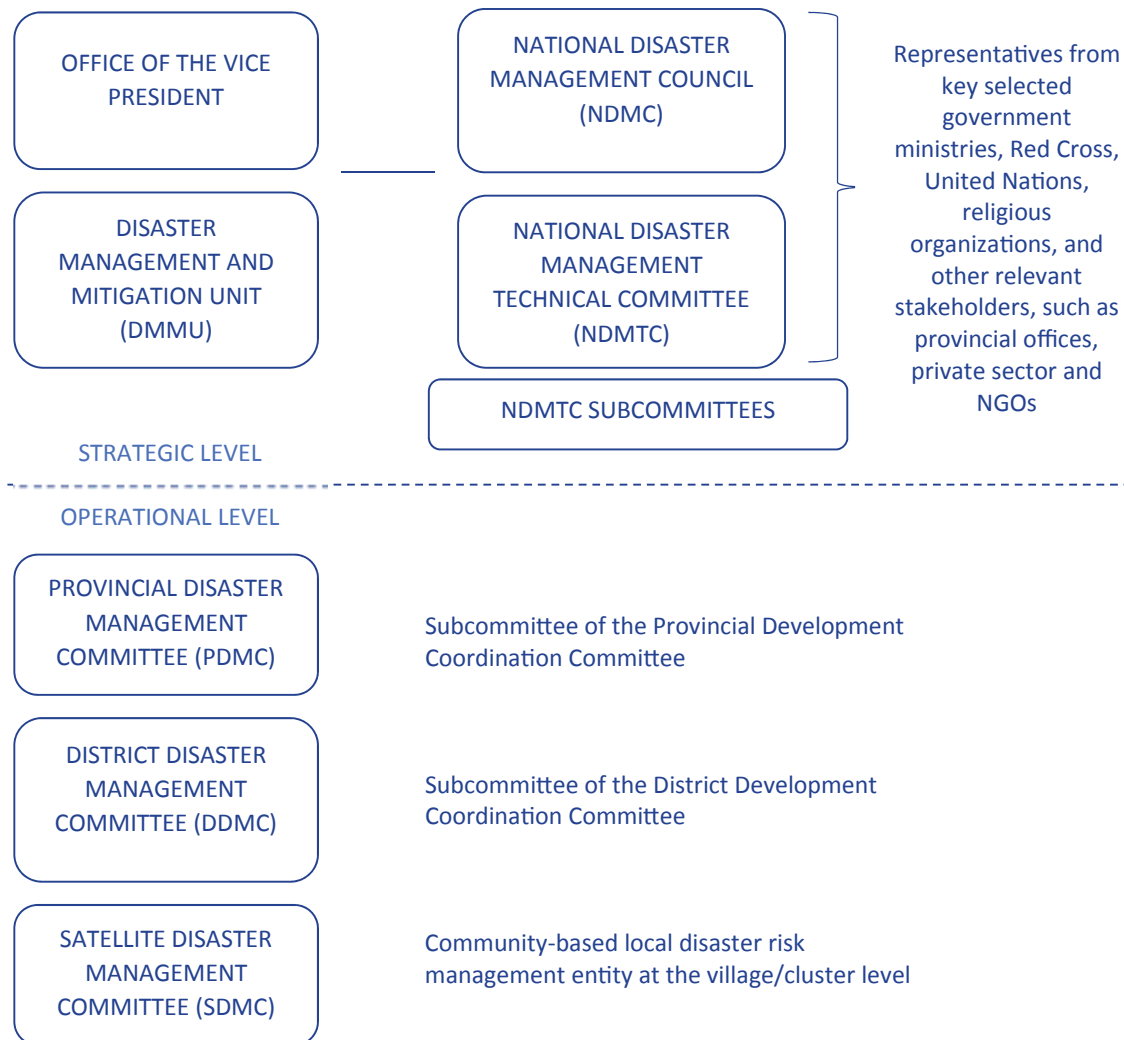 OFFICE OF THE VICE
PRESIDENT
NATIONAL DISASTER
MANAGEMENT COUNCIL
(NDMC)
Representatives from
key selected
government
ministries, Red Cross,
United Nations,
religious
organizations, and
other relevant
stakeholders, such as
provincial offices,
private sector and
NGOs
DISASTER
MANAGEMENT AND
MITIGATION UNIT
(DMMU)
NATIONAL DISASTER
MANAGEMENT
TECHNICAL COMMITTEE
(NDMTC)
NDMTC SUBCOMMITTEES
STRATEGIC LEVEL
OPERATIONAL LEVEL
PROVINCIAL DISASTER
MANAGEMENT
COMMITTEE (PDMC)
Subcommittee of the Provincial Development
Coordination Committee
DISTRICT DISASTER
MANAGEMENT
COMMITTEE (DDMC)
Subcommittee of the District Development
Coordination Committee
SATELLITE DISASTER
MANAGEMENT
COMMITTEE (SDMC)
Community-based local disaster risk
management entity at the village/cluster level